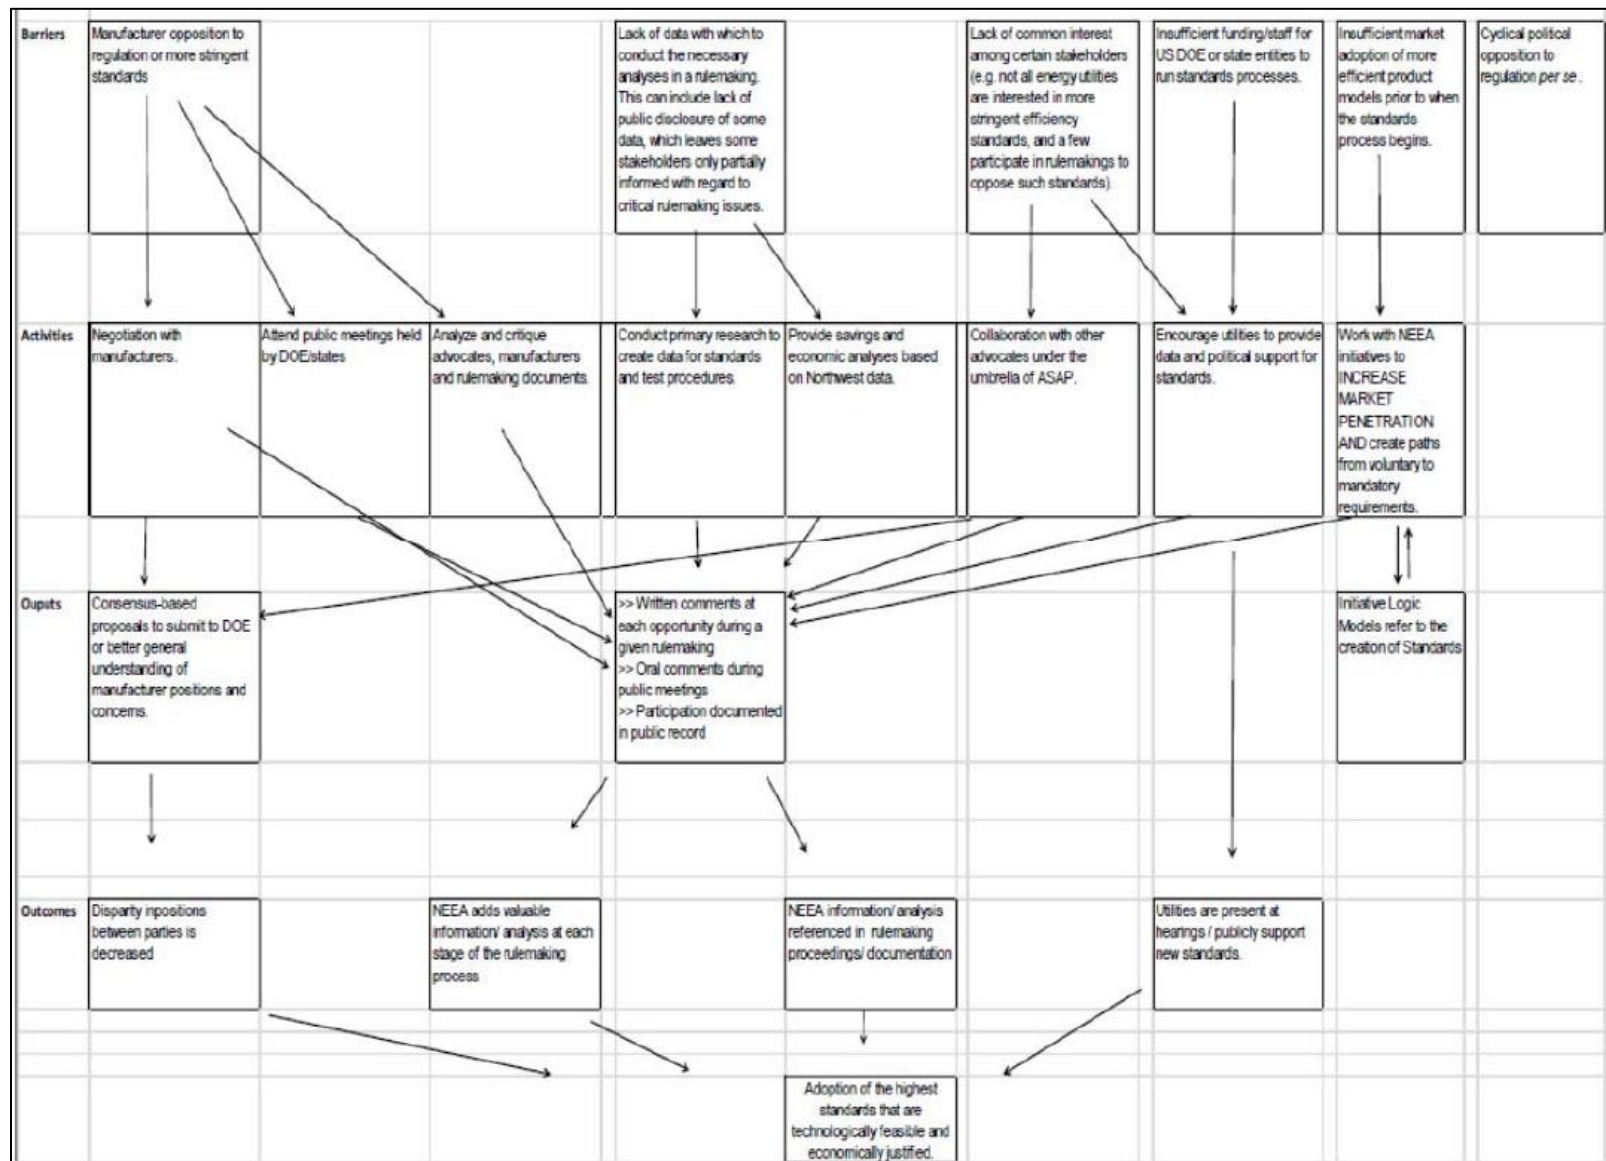 Barriers
Manufacturer opposition to
regulation or more stringent
standards
Lack of data with which to
conduct the necessary
analyses in a rulemaking.
This can include lack of
public disclosure of some
data, which leaves some
stakeholders only partially
informed with regard to
critical rulemaking issues.
Lack of common interest
among certain stakeholders
(e.g. not all energy utilities
are interested in more
stringent efficiency
standards, and a few
participate in rulemakings to
oppose such standards).
Insufficient funding/staff for
US DOE or state entities to
run standards processes.
Insufficient market
adoption of more
efficient product
models prior to when
the standards
process begins.
Cyclical political
opposition to
regulation per se .
Activities
Negotiation with
manufacturers.
Attend public meetings held
by DOE/states
Analyze and critique
advocates, manufacturers
and rulemaking documents.
Conduct primary research to
create data for standards
and test procedures.
Provide savings and
economic analyses based
on Northwest data.
Collaboration with other
advocates under the
umbrella of ASAP.
Encourage utilities to provide
data and political support for
standards.
Work with NEEA
initiatives to
INCREASE
MARKET
PENETRATION
AND create paths
from voluntary to
mandatory
requirements.
Ouputs
Consensus-based
proposals to submit to DOE
or better general
understanding of
manufacturer positions and
concerns.
>> Written comments at
each opportunity during a
given rulemaking
>> Oral comments during
public meetings
>> Participation documented
in public record
Initiative Logic
Models refer to the
creation of Standards
Outcomes
Disparity inpositions
between parties is
decreased
NEEA adds valuable
information/ analysis at each
stage of the rulemaking
process
NEEA information/ analysis
referenced in rulemaking
proceedings/ documentation
Utilities are present at
hearings / publicly support
new standards.
Adoption of the highest
standards that are
technologically feasible and
economically justified.